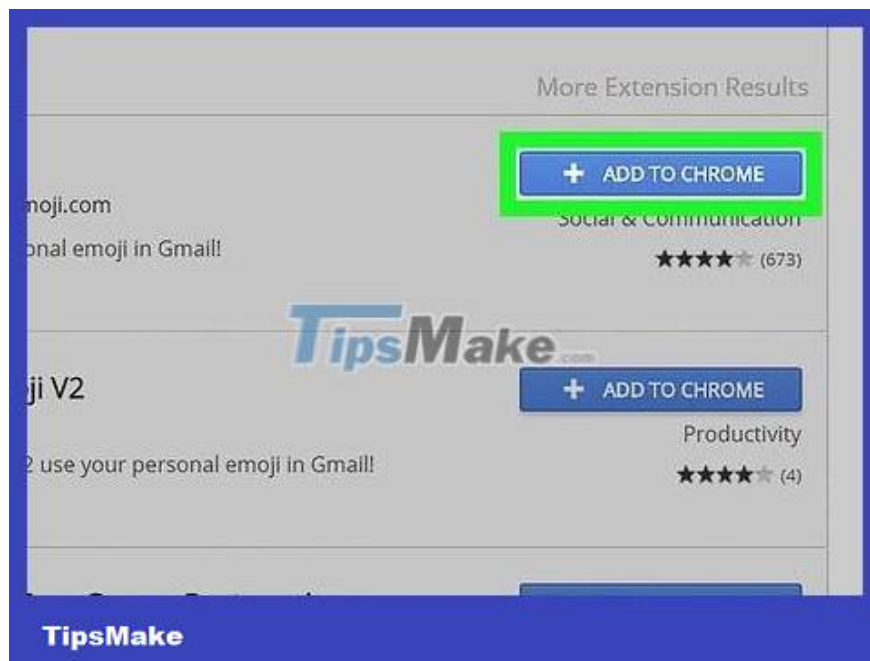 More Extension Results
+ ADD TO CHROME
moji.com
Social & Communication
onal emoji in Gmail!
(673)
TipsMake.com
ji V2
+ ADD TO CHROME
Productivity
2 use your personal emoji in Gmail!
(4)
TipsMake